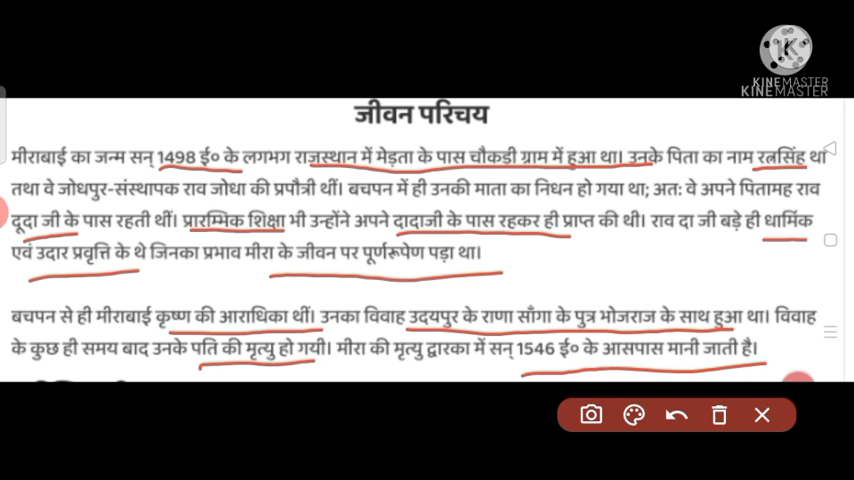 KINEMASTER
KINEMASTER
जीवन परिचय
मीराबाई का जन्म सन् 1498 ई० के लगभग राजस्थान में मेड़ता के पास चौकड़ी ग्राम में हुआ था। उनके पिता का नाम रत्नसिंह था
तथा वे जोधपुर-संस्थापक राव जोधा की प्रपौत्री थीं। बचपन में ही उनकी माता का निधन हो गया था; अतः वे अपने पितामह राव
दूदा जी के पास रहती थीं। प्रारम्भिक शिक्षा भी उन्होंने अपने दादाजी के पास रहकर ही प्राप्त की थी। राव दा जी बड़े ही धार्मिक
एवं उदार प्रवृत्ति के थे जिनका प्रभाव मीरा के जीवन पर पूर्णरूपेण पड़ा था।
बचपन से ही मीराबाई कृष्ण की आराधिका थीं। उनका विवाह उदयपुर के राणा साँगा के पुत्र भोजराज के साथ हुआ था। विवाह
के कुछ ही समय बाद उनके पति की मृत्यु हो गयी। मीरा की मृत्यु द्वारका में सन् 1546 ई० के आसपास मानी जाती है।